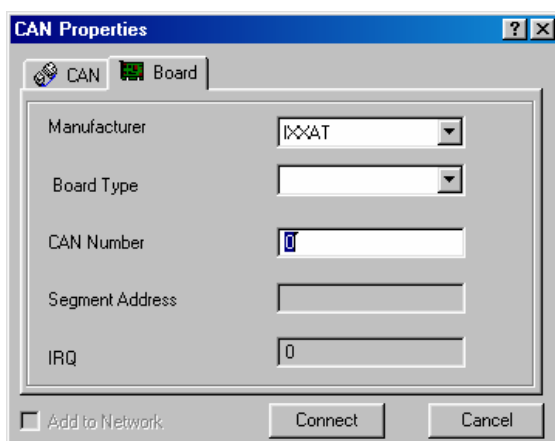 CAN Properties
CAN Board
Manufacturer IXXAT
Board Type
CAN Number 0
Segment Address
IRQ 0
Add to Network Connect Cancel